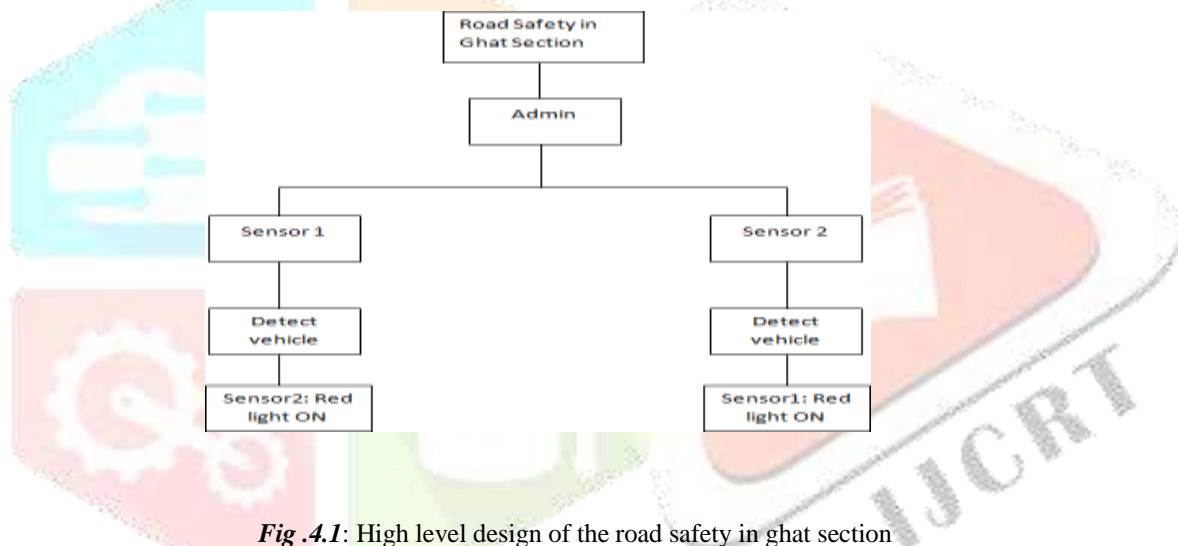 Road Safety in
Ghat Section
Admin
Sensor 1
Sensor 2
Detect
vehicle
Detect
vehicle
Sensor2: Red
light ON
Sensor1: Red
light ON
IJCRT
Fig .4.1: High level design of the road safety in ghat section